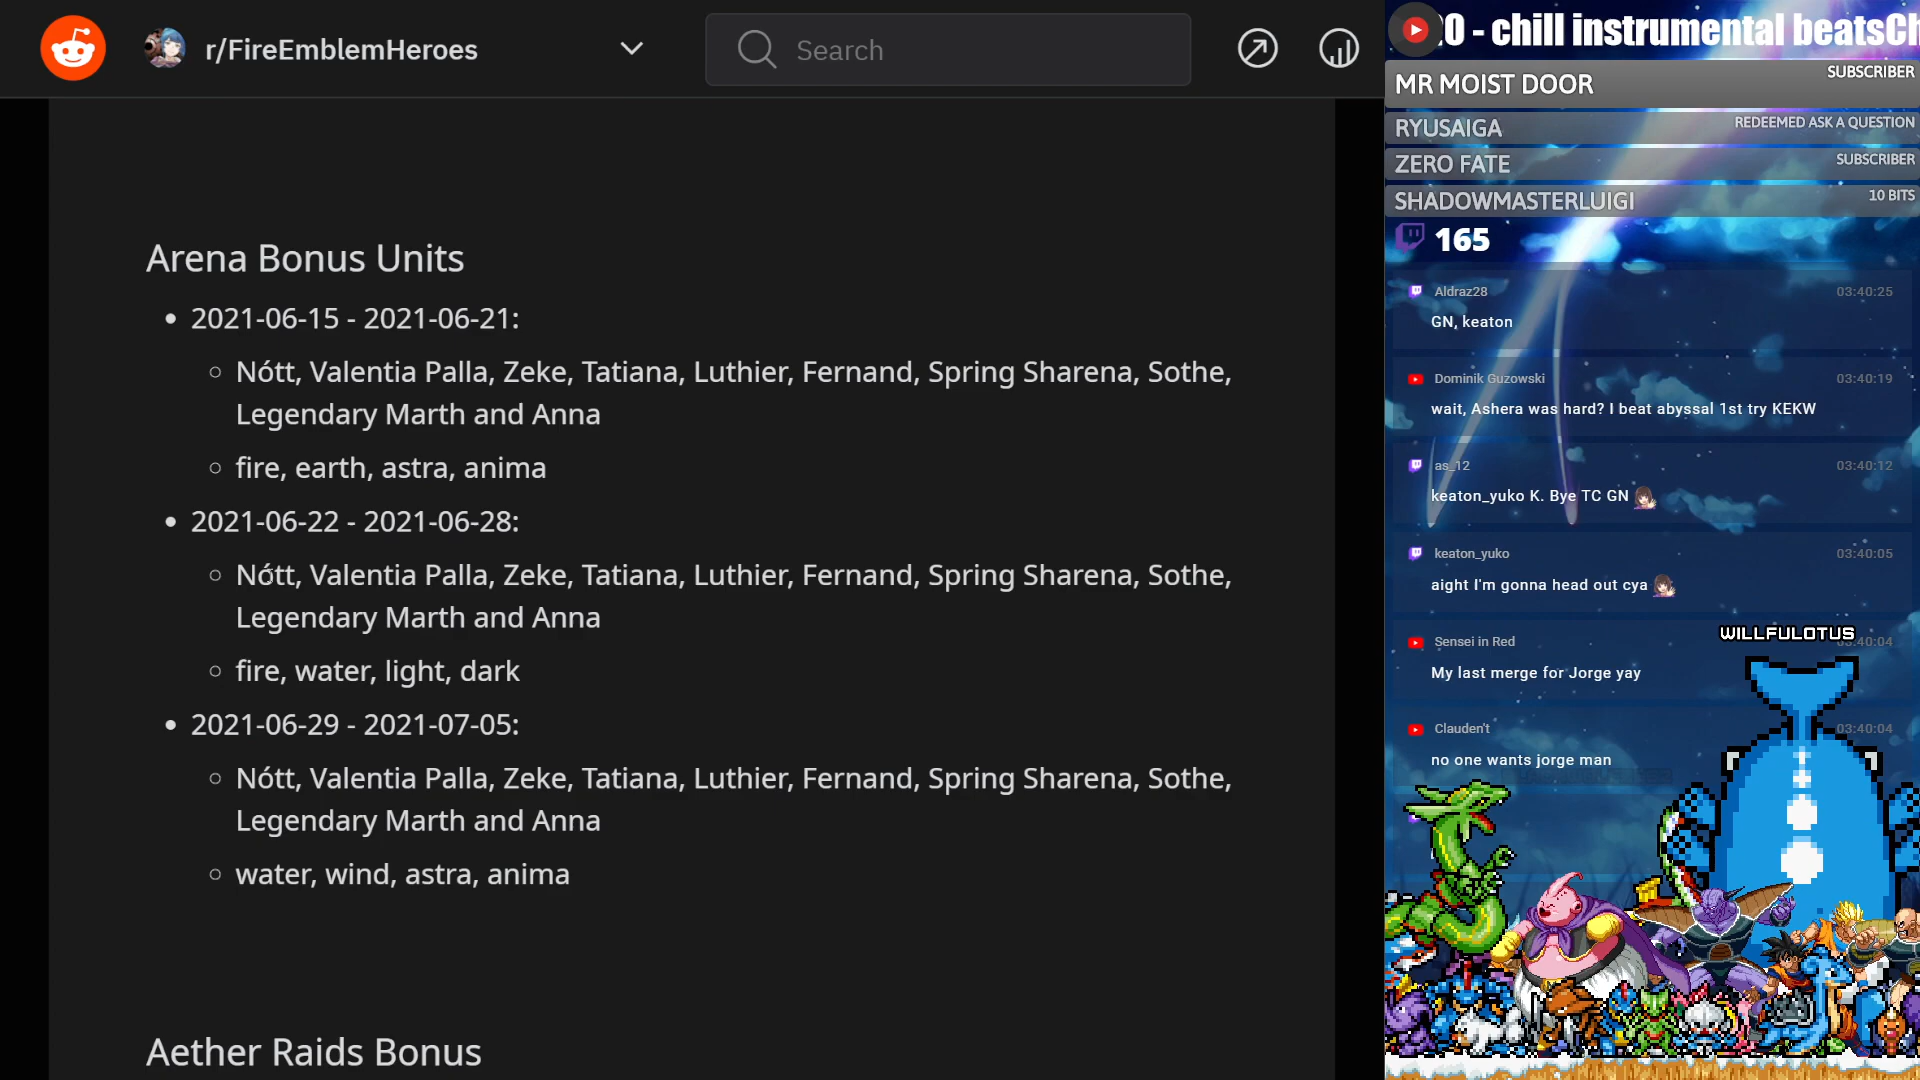 r/FireEmblemHeroes
Search
Arena Bonus Units
2021-06-15 - 2021-06-21:
Nótt, Valentia Palla, Zeke, Tatiana, Luthier, Fernand, Spring Sharena, Sothe,
Legendary Marth and Anna
fire, earth, astra, anima
2021-06-22 - 2021-06-28:
Nótt, Valentia Palla, Zeke, Tatiana, Luthier, Fernand, Spring Sharena, Sothe,
Legendary Marth and Anna
fire, water, light, dark
2021-06-29 - 2021-07-05:
Nótt, Valentia Palla, Zeke, Tatiana, Luthier, Fernand, Spring Sharena, Sothe,
Legendary Marth and Anna
water, wind, astra, anima
Aether Raids Bonus
- chill instrumental beats
MR MOIST DOOR SUBSCRIBER
RYUSAIGA REDEEMED ASK A QUESTION
ZERO FATE SUBSCRIBER
SHADOWMASTERLUIGI 10 BITS
165
Aldraz28 03:40:25
GN, keaton
Dominik Guzowski 03:40:19
wait, Ashera was hard? I beat abyssal 1st try KEKW
as_12 03:40:12
keaton_yuko K. Bye TC GN
keaton_yuko 03:40:05
aight I'm gonna head out cya
WILLFULOTUS
Sensei in Red 03:40:04
My last merge for Jorge yay
Clauden't 03:40:04
no one wants jorge man